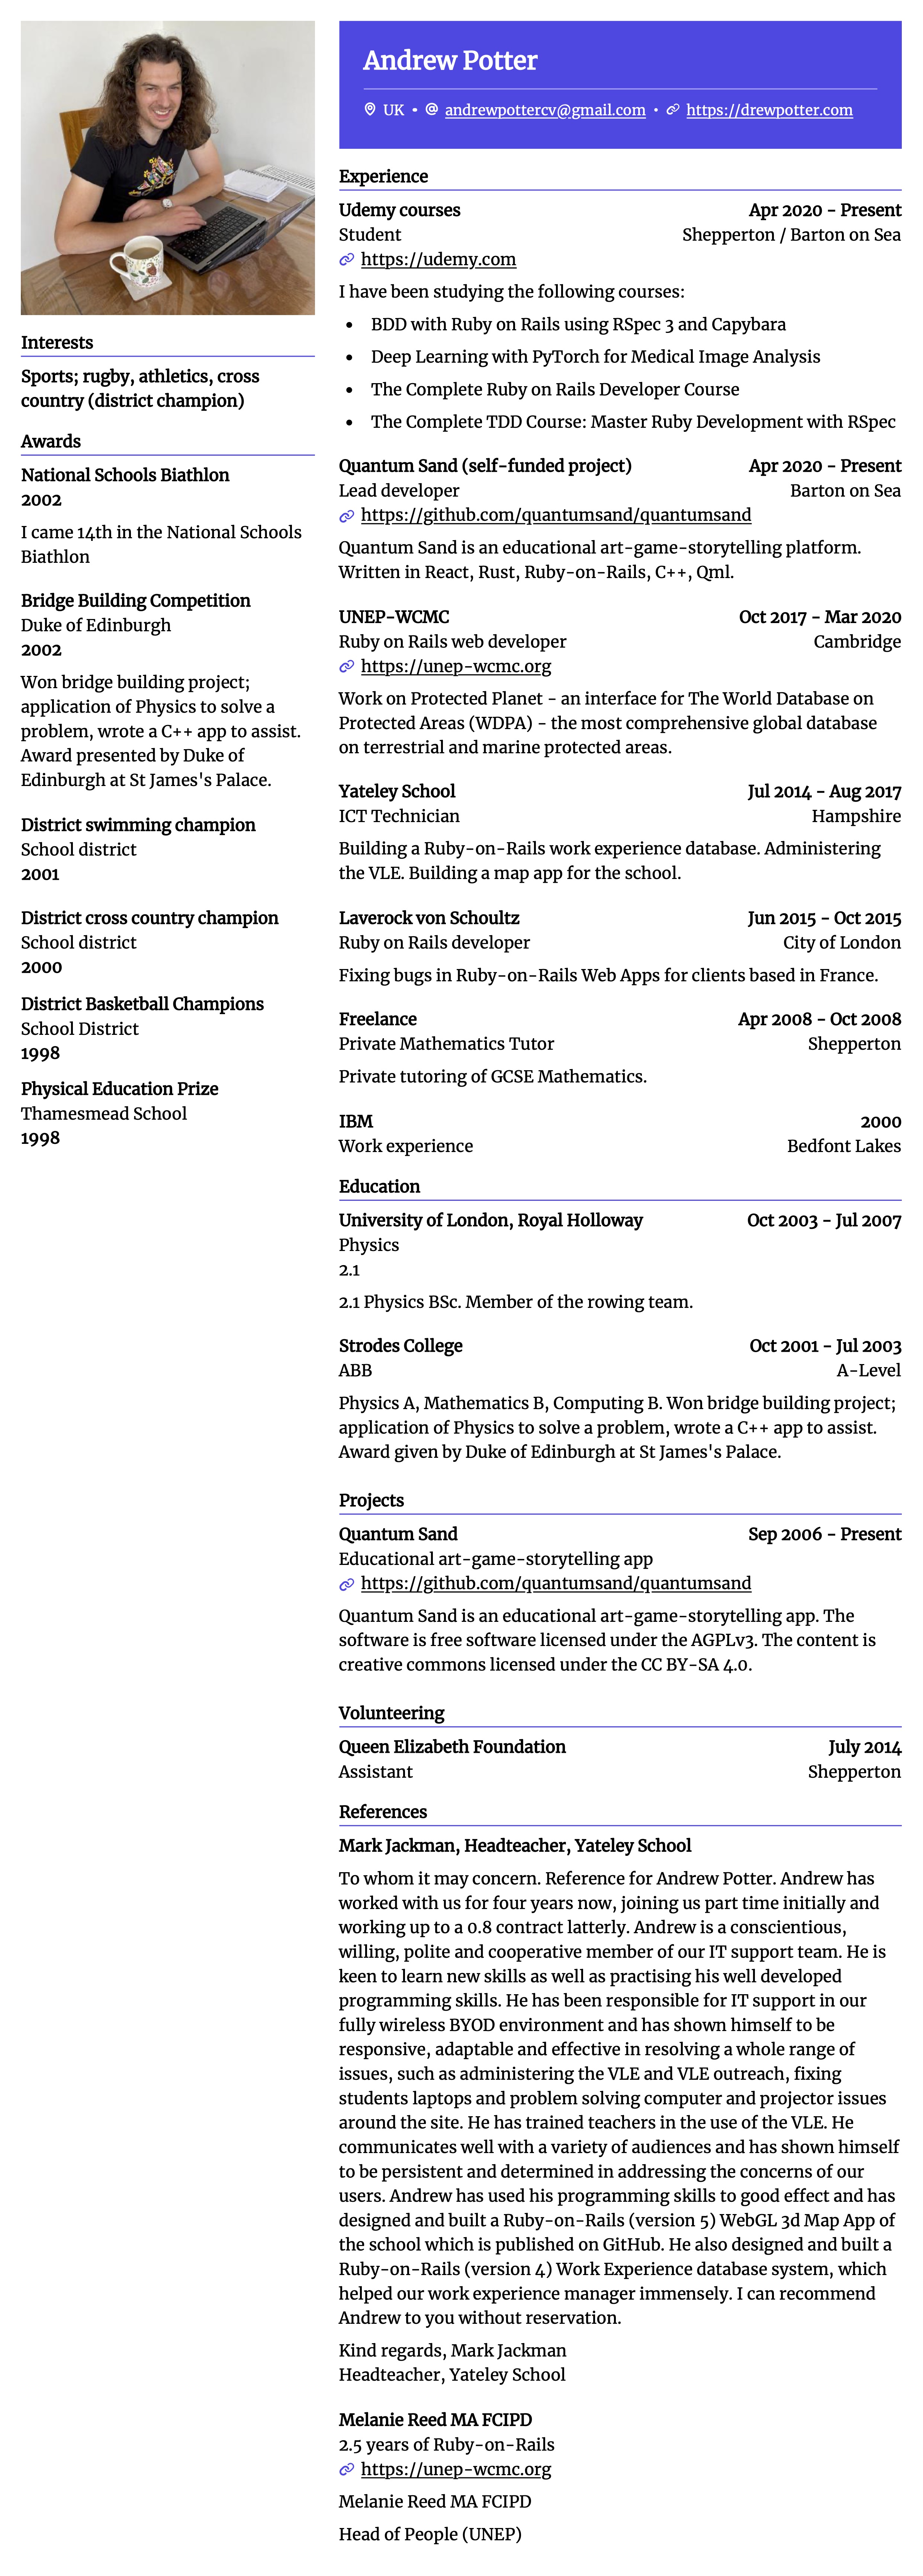 Andrew Potter
UK • andrewpottercv@gmail.com • https://drewpotter.com
Interests
Sports; rugby, athletics, cross
country (district champion)
Awards
National Schools Biathlon
2002
I came 14th in the National Schools
Biathlon
Bridge Building Competition
Duke of Edinburgh
2002
Won bridge building project;
application of Physics to solve a
problem, wrote a C++ app to assist.
Award presented by Duke of
Edinburgh at St James's Palace.
District swimming champion
School district
2001
District cross country champion
School district
2000
District Basketball Champions
School District
1998
Physical Education Prize
Thamesmead School
1998
Experience
Udemy courses Apr 2020 - Present
Student Shepperton / Barton on Sea
https://udemy.com
I have been studying the following courses:
• BDD with Ruby on Rails using RSpec 3 and Capybara
• Deep Learning with PyTorch for Medical Image Analysis
• The Complete Ruby on Rails Developer Course
• The Complete TDD Course: Master Ruby Development with RSpec
Quantum Sand (self-funded project) Apr 2020 - Present
Lead developer Barton on Sea
https://github.com/quantumsand/quantumsand
Quantum Sand is an educational art-game-storytelling platform.
Written in React, Rust, Ruby-on-Rails, C++, Qml.
UNEP-WCMC Oct 2017 - Mar 2020
Ruby on Rails web developer Cambridge
https://unep-wcmc.org
Work on Protected Planet - an interface for The World Database on
Protected Areas (WDPA) - the most comprehensive global database
on terrestrial and marine protected areas.
Yateley School Jul 2014 - Aug 2017
ICT Technician Hampshire
Building a Ruby-on-Rails work experience database. Administering
the VLE. Building a map app for the school.
Laverock von Schoultz Jun 2015 - Oct 2015
Ruby on Rails developer City of London
Fixing bugs in Ruby-on-Rails Web Apps for clients based in France.
Freelance Apr 2008 - Oct 2008
Private Mathematics Tutor Shepperton
Private tutoring of GCSE Mathematics.
IBM 2000
Work experience Bedfont Lakes
Education
University of London, Royal Holloway Oct 2003 - Jul 2007
Physics
2.1
2.1 Physics BSc. Member of the rowing team.
Strodes College Oct 2001 - Jul 2003
ABB A-Level
Physics A, Mathematics B, Computing B. Won bridge building project;
application of Physics to solve a problem, wrote a C++ app to assist.
Award given by Duke of Edinburgh at St James's Palace.
Projects
Quantum Sand Sep 2006 - Present
Educational art-game-storytelling app
https://github.com/quantumsand/quantumsand
Quantum Sand is an educational art-game-storytelling app. The
software is free software licensed under the AGPLv3. The content is
creative commons licensed under the CC BY-SA 4.0.
Volunteering
Queen Elizabeth Foundation July 2014
Assistant Shepperton
References
Mark Jackman, Headteacher, Yateley School
To whom it may concern. Reference for Andrew Potter. Andrew has
worked with us for four years now, joining us part time initially and
working up to a 0.8 contract latterly. Andrew is a conscientious,
willing, polite and cooperative member of our IT support team. He is
keen to learn new skills as well as practising his well developed
programming skills. He has been responsible for IT support in our
fully wireless BYOD environment and has shown himself to be
responsive, adaptable and effective in resolving a whole range of
issues, such as administering the VLE and VLE outreach, fixing
students laptops and problem solving computer and projector issues
around the site. He has trained teachers in the use of the VLE. He
communicates well with a variety of audiences and has shown himself
to be persistent and determined in addressing the concerns of our
users. Andrew has used his programming skills to good effect and has
designed and built a Ruby-on-Rails (version 5) WebGL 3d Map App of
the school which is published on GitHub. He also designed and built a
Ruby-on-Rails (version 4) Work Experience database system, which
helped our work experience manager immensely. I can recommend
Andrew to you without reservation.
Kind regards, Mark Jackman
Headteacher, Yateley School
Melanie Reed MA FCIPD
2.5 years of Ruby-on-Rails
https://unep-wcmc.org
Melanie Reed MA FCIPD
Head of People (UNEP)